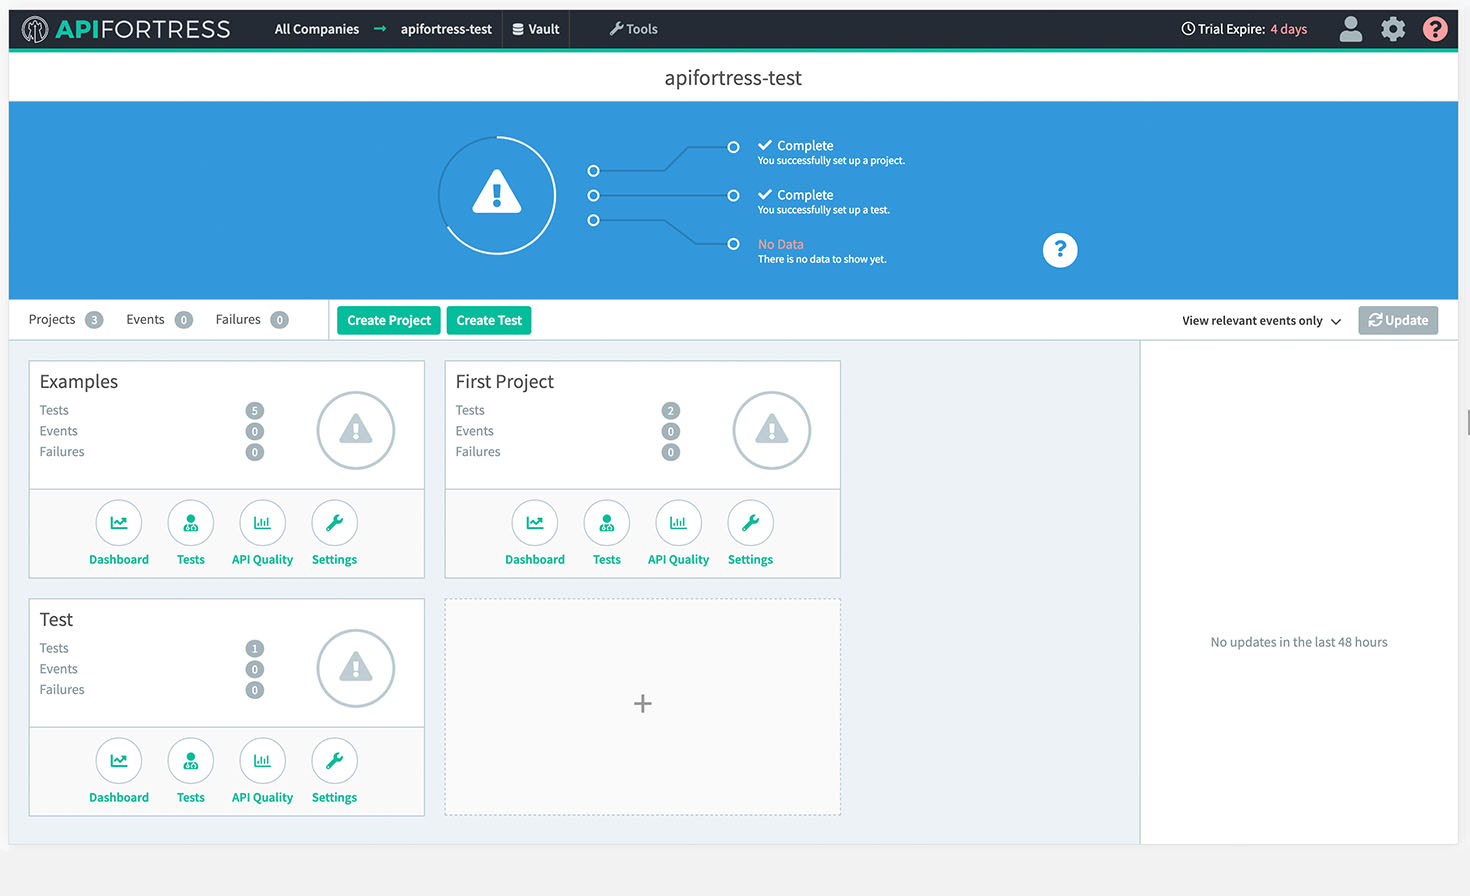 APIFORTRESS All Companies → apifortress-test Vault Tools Trial Expire: 4 days ?
apifortress-test
Complete
You successfully set up a project.
Complete
You successfully set up a test.
No Data
There is no data to show yet.
?
Projects 3 Events 0 Failures 0 Create Project Create Test View relevant events only Update
Examples
Tests 5
Events 0
Failures 0
Dashboard Tests API Quality Settings
First Project
Tests 2
Events 0
Failures 0
Dashboard Tests API Quality Settings
Test
Tests 1
Events 0
Failures 0
Dashboard Tests API Quality Settings
+
No updates in the last 48 hours